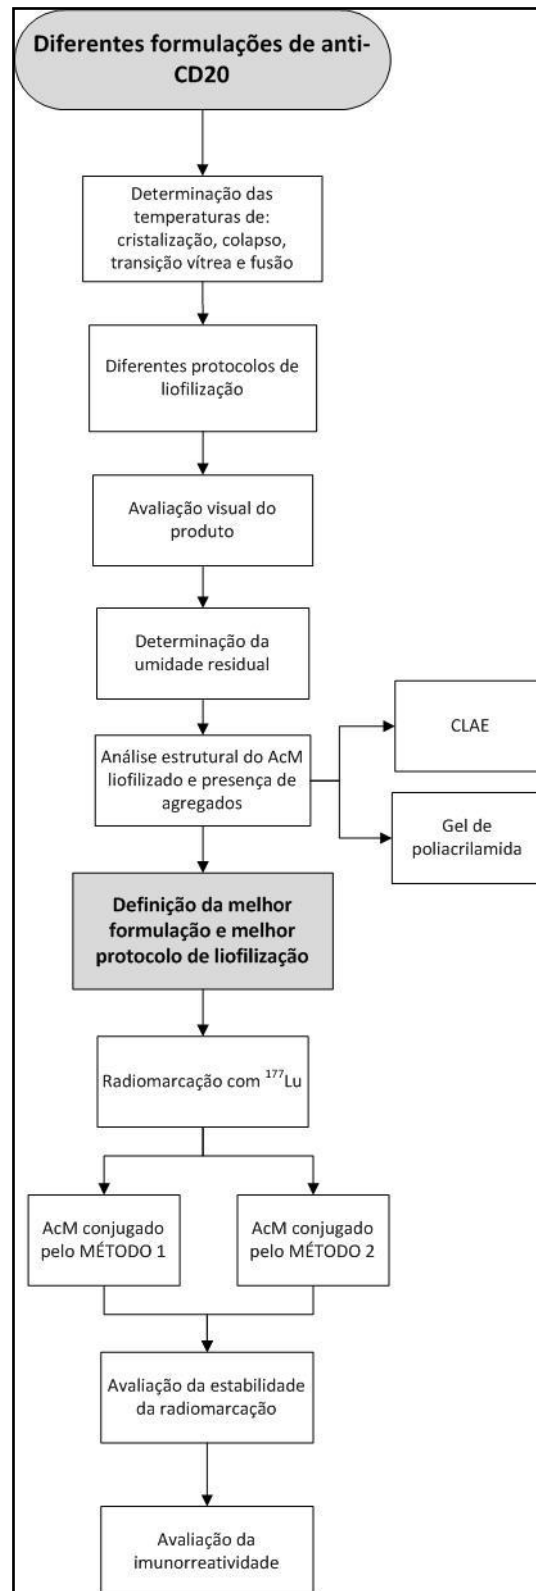 Diferentes formulações de anti-
CD20
Determinação das
temperaturas de:
cristalização, colapso,
transição vítrea e fusão
Diferentes protocolos de
liofilização
Avaliação visual do
produto
Determinação da
umidade residual
Análise estrutural do AcM
liofilizado e presença de
agregados
CLAE
Gel de
poliacrilamida
Definição da melhor
formulação e melhor
protocolo de liofilização
Radiomarcação com ¹⁷⁷Lu
AcM conjugado
pelo MÉTODO 1
AcM conjugado
pelo MÉTODO 2
Avaliação da estabilidade
da radiomarcação
Avaliação da
imunorreatividade